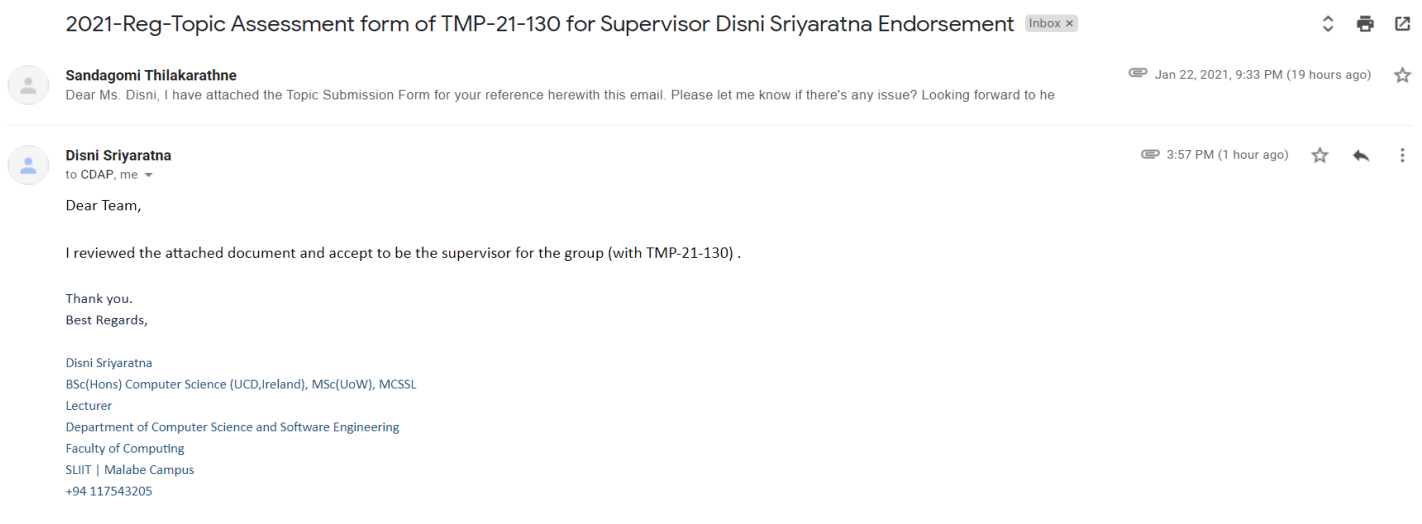 2021-Reg-Topic Assessment form of TMP-21-130 for Supervisor Disni Sriyaratna Endorsement Inbox ×
Sandagomi Thilakarathne Jan 22, 2021, 9:33 PM (19 hours ago)
Dear Ms. Disni, I have attached the Topic Submission Form for your reference herewith this email. Please let me know if there's any issue? Looking forward to he
Disni Sriyaratna 3:57 PM (1 hour ago)
to CDAP, me
Dear Team,
I reviewed the attached document and accept to be the supervisor for the group (with TMP-21-130) .
Thank you.
Best Regards,
Disni Sriyaratna
BSc(Hons) Computer Science (UCD,Ireland), MSc(UoW), MCSSL
Lecturer
Department of Computer Science and Software Engineering
Faculty of Computing
SLIIT | Malabe Campus
+94 117543205